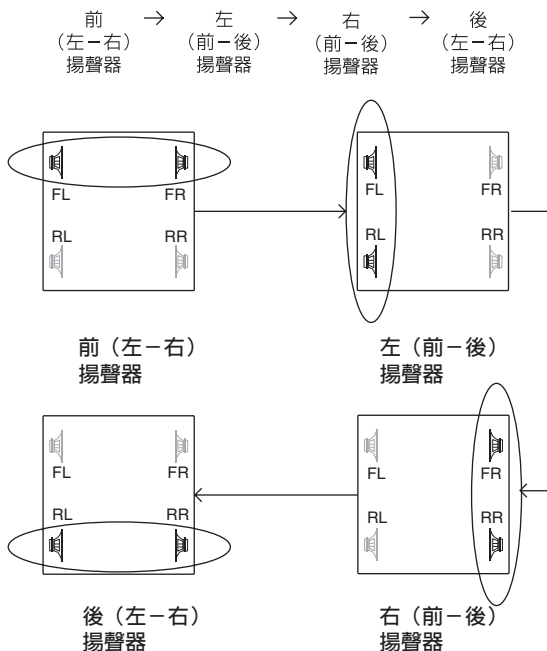 前 → 左 → 右 → 後
(左－右) (前－後) (前－後) (左－右)
揚聲器 揚聲器 揚聲器 揚聲器
FL FR
RL RR
FL FR
RL RR
前（左－右）
揚聲器
左（前－後）
揚聲器
FL FR
RL RR
FL FR
RL RR
後（左－右）
揚聲器
右（前－後）
揚聲器